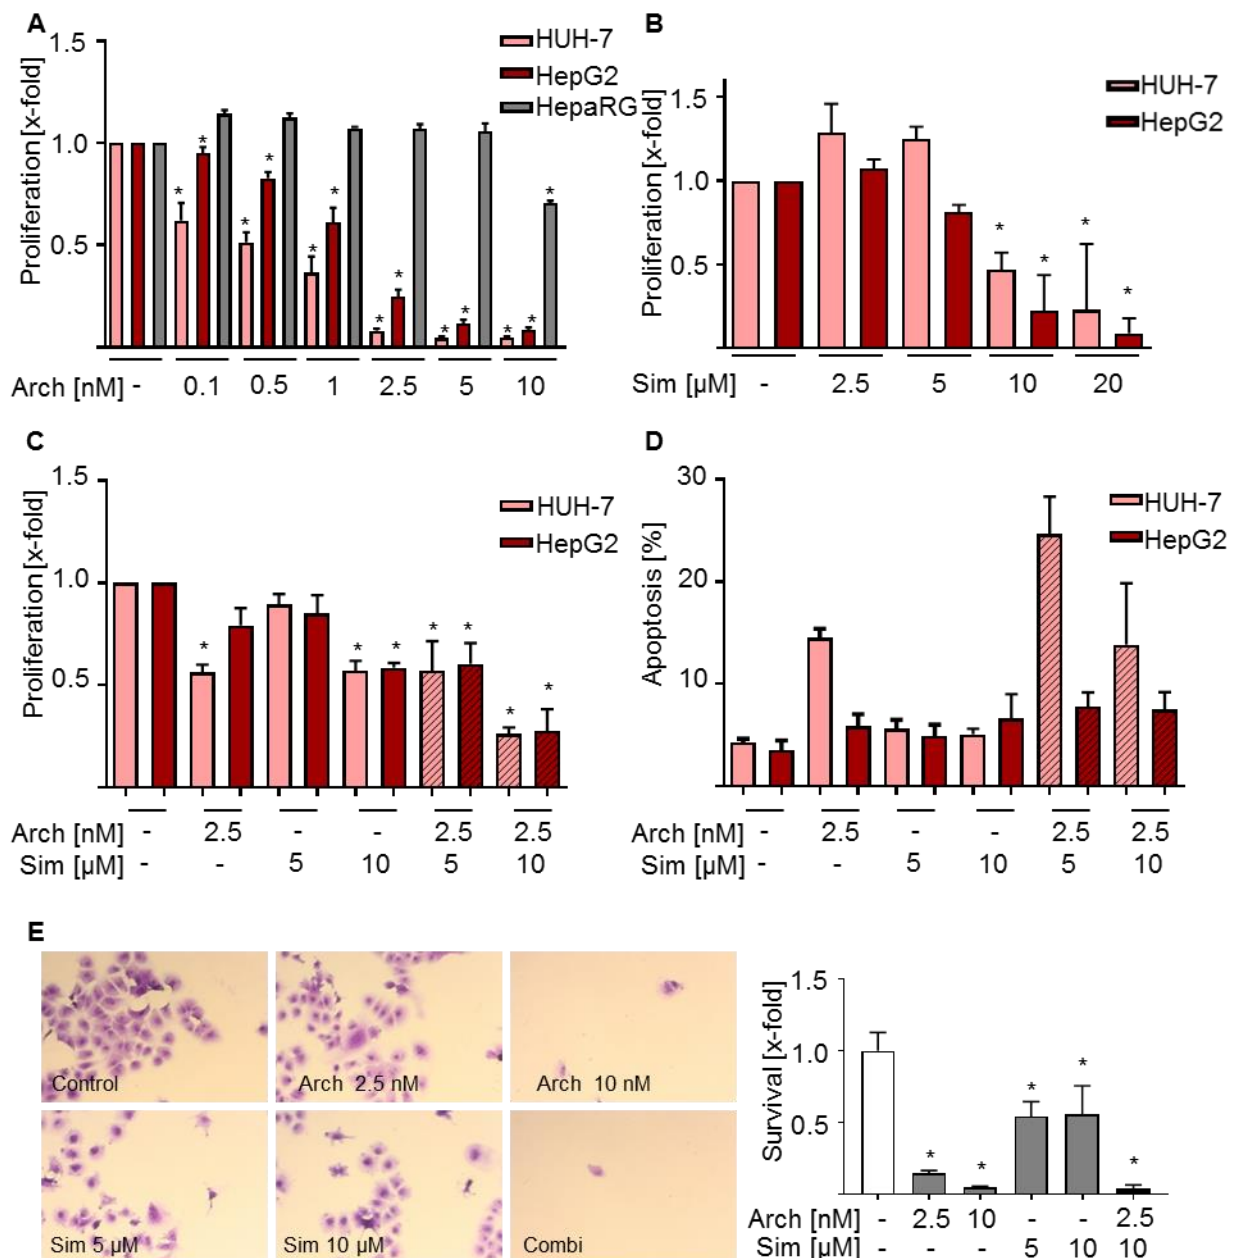 A
1.5
1.0
0.5
Proliferation [x-fold]
HUH-7
HepG2
HepaRG
* * * * * * * * * * * * *
Arch [nM] - 0.1 0.5 1 2.5 5 10
B
1.5
1.0
0.5
Proliferation [x-fold]
HUH-7
HepG2
* * * *
Sim [µM] - 2.5 5 10 20
C
1.5
1.0
0.5
Proliferation [x-fold]
HUH-7
HepG2
* * * * * * *
Arch [nM] - 2.5 - - 2.5 2.5
Sim [µM] - - 5 10 5 10
D
30
20
10
Apoptosis [%]
HUH-7
HepG2
Arch [nM] - 2.5 - - 2.5 2.5
Sim [µM] - - 5 10 5 10
E
Control
Arch 2.5 nM
Arch 10 nM
Sim 5 µM
Sim 10 µM
Combi
1.5
1.0
0.5
Survival [x-fold]
* * * * *
Arch [nM] - 2.5 10 - - 2.5
Sim [µM] - - - 5 10 10